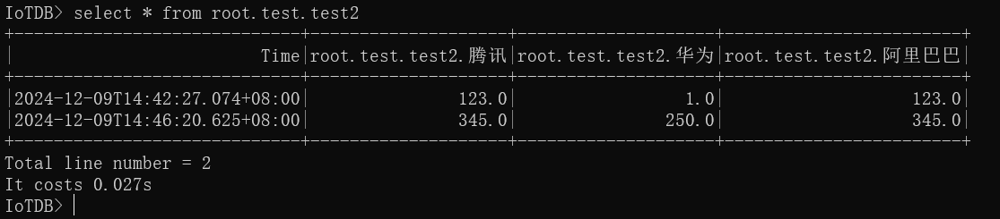 IoTDB> select * from root.test.test2
+-----------------------------+--------------------+--------------------+------------------------+
|                         Time|root.test.test2.腾讯|root.test.test2.华为|root.test.test2.阿里巴巴|
+-----------------------------+--------------------+--------------------+------------------------+
|2024-12-09T14:42:27.074+08:00|               123.0|                 1.0|                   123.0|
|2024-12-09T14:46:20.625+08:00|               345.0|               250.0|                   345.0|
+-----------------------------+--------------------+--------------------+------------------------+
Total line number = 2
It costs 0.027s
IoTDB>